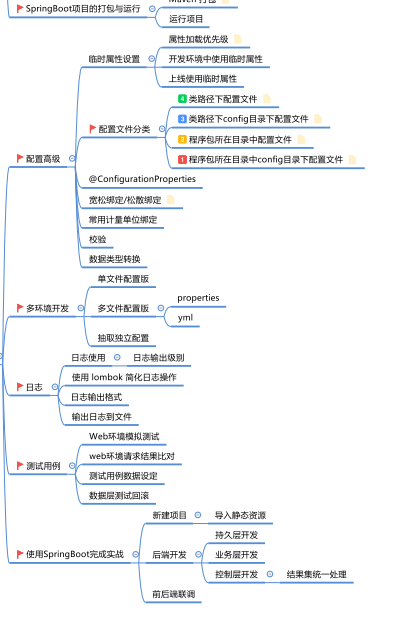 SpringBoot项目的打包与运行
运行项目
配置高级
临时属性设置
属性加载优先级
开发环境中使用临时属性
上线使用临时属性
配置文件分类
4 类路径下配置文件
3 类路径下config目录下配置文件
2 程序包所在目录中配置文件
1 程序包所在目录中config目录下配置文件
@ConfigurationProperties
宽松绑定/松散绑定
常用计量单位绑定
校验
数据类型转换
多环境开发
单文件配置版
多文件配置版
properties
yml
抽取独立配置
日志
日志使用
日志输出级别
使用 lombok 简化日志操作
日志输出格式
输出日志到文件
测试用例
Web环境模拟测试
web环境请求结果比对
测试用例数据设定
数据层测试回滚
使用SpringBoot完成实战
新建项目
导入静态资源
后端开发
持久层开发
业务层开发
控制层开发
结果集统一处理
前后端联调